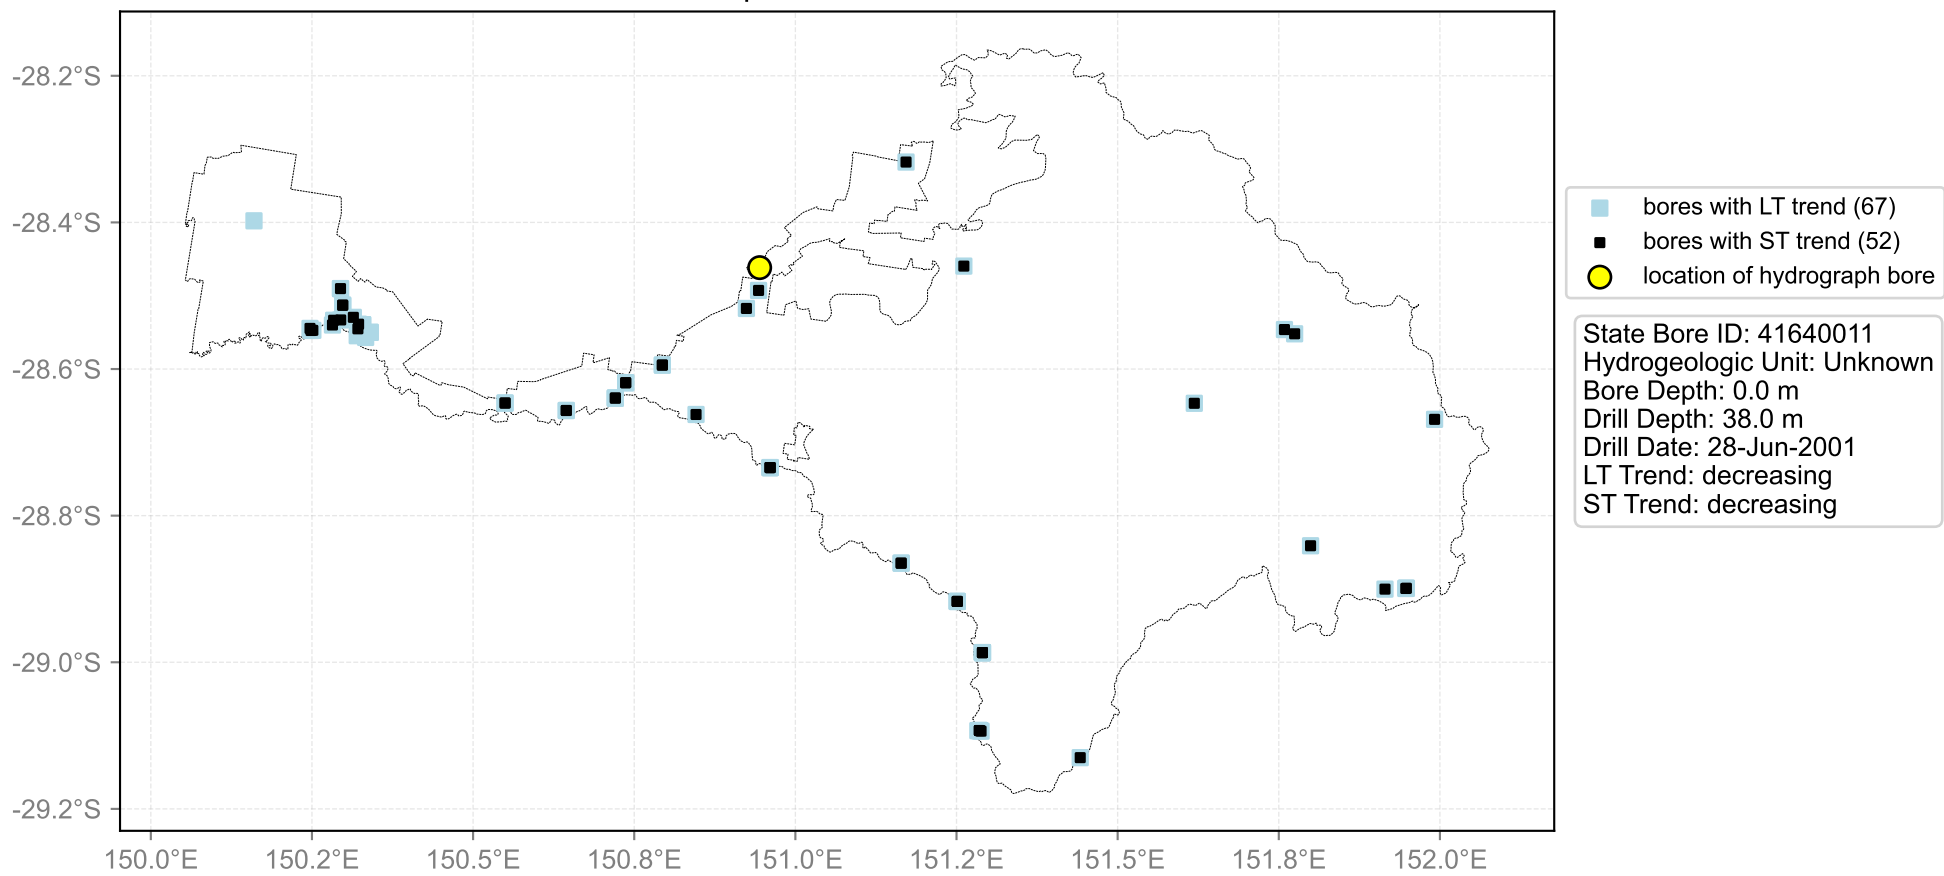 -28.2°S
-28.4°S
-28.6°S
-28.8°S
-29.0°S
-29.2°S
150.0°E
150.2°E
150.5°E
150.8°E
151.0°E
151.2°E
151.5°E
151.8°E
152.0°E
bores with LT trend (67)
bores with ST trend (52)
location of hydrograph bore
State Bore ID: 41640011
Hydrogeologic Unit: Unknown
Bore Depth: 0.0 m
Drill Depth: 38.0 m
Drill Date: 28-Jun-2001
LT Trend: decreasing
ST Trend: decreasing